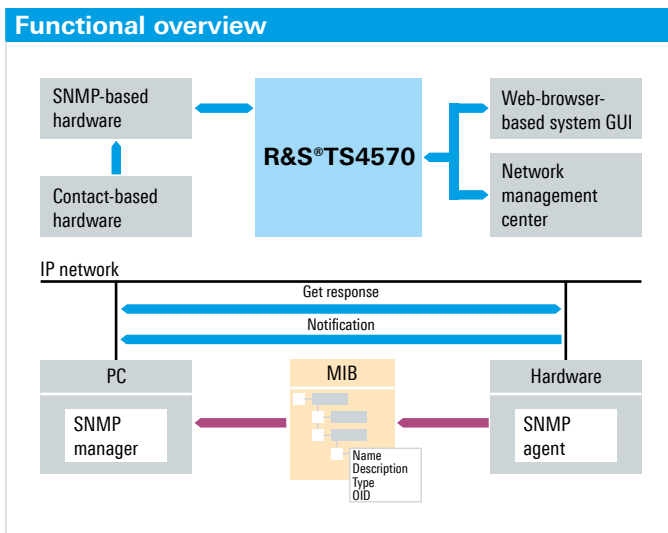 Functional overview
SNMP-based
hardware
R&S®TS4570
Web-browser-
based system GUI
Contact-based
hardware
Network
management
center
IP network
Get response
Notification
PC
MIB
Hardware
SNMP
manager
Name
Description
Type
OID
SNMP
agent